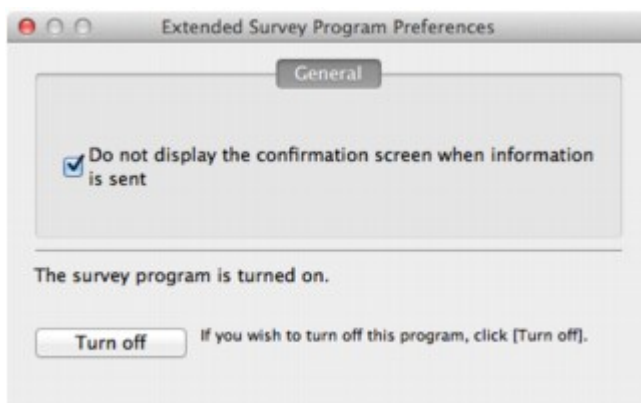 Extended Survey Program Preferences
General
Do not display the confirmation screen when information
is sent
The survey program is turned on.
Turn off
If you wish to turn off this program, click [Turn off].